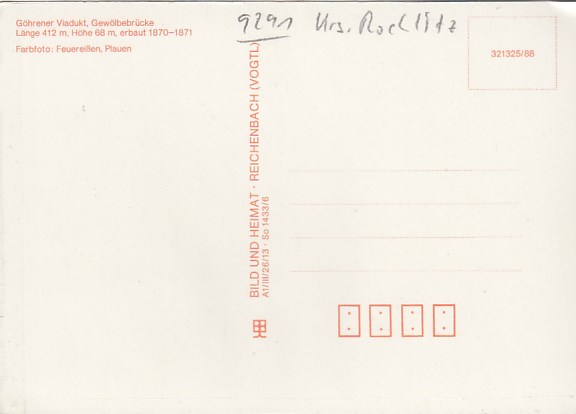 Göhrener Viadukt, Gewölbebrücke
Länge 412 m, Höhe 68 m, erbaut 1870–1871
Farbfoto: Feuereißen, Plauen
9291 Krs. Rochlitz
321325/88
BILD UND HEIMAT · REICHENBACH (VOGTL)
A1/III/26/13 · So 1433/6